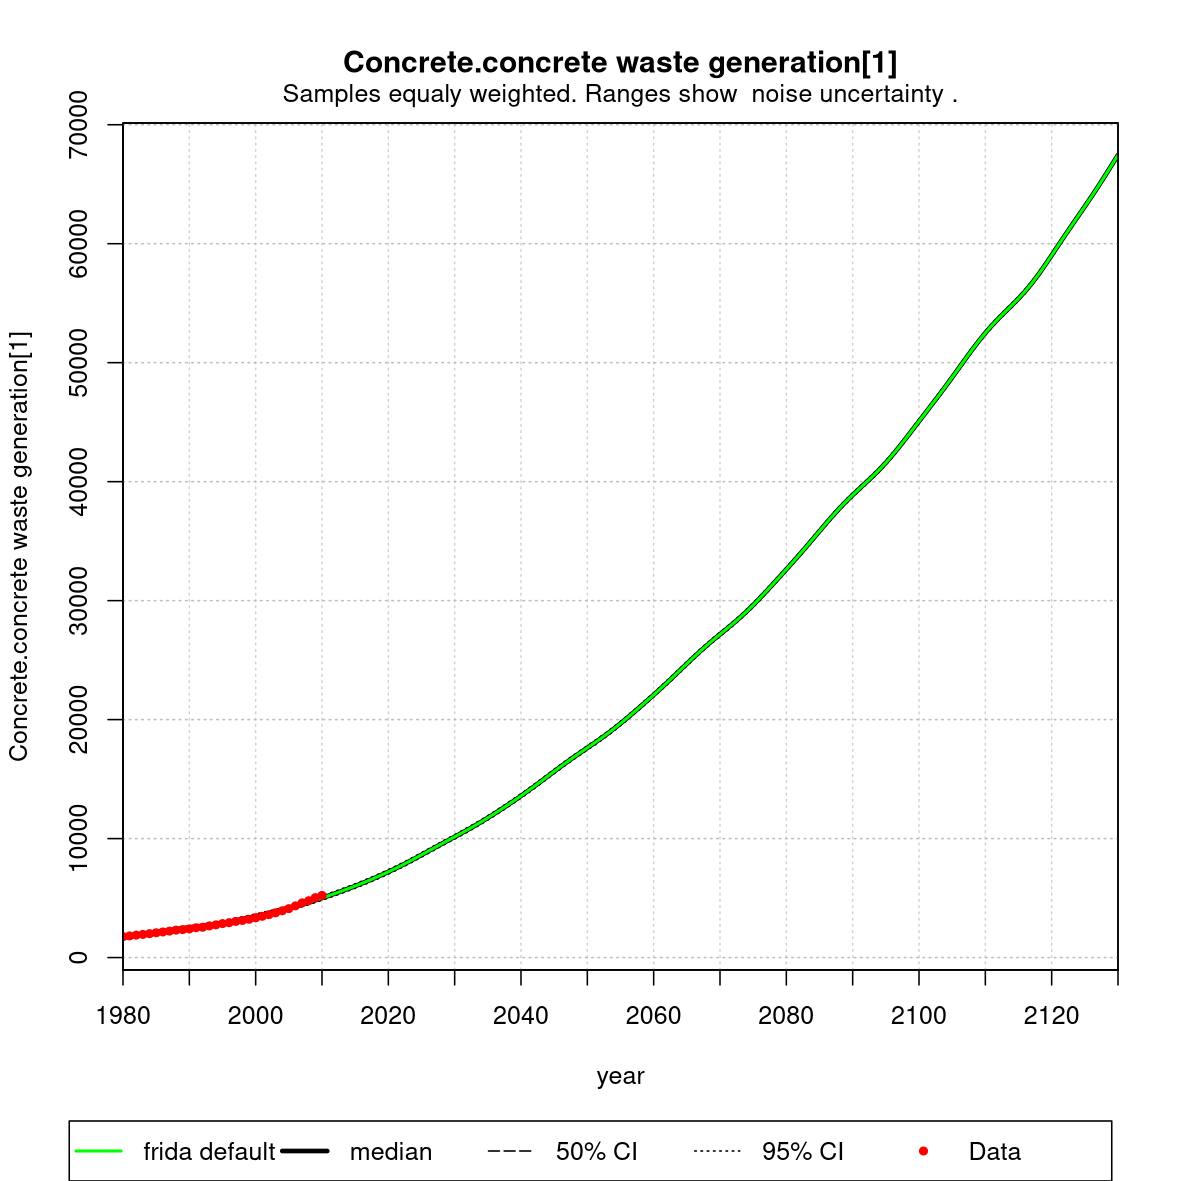 Concrete.concrete waste generation[1]
Samples equaly weighted. Ranges show  noise uncertainty .
Concrete.concrete waste generation[1]
70000
60000
50000
40000
30000
20000
10000
0
1980 2000 2020 2040 2060 2080 2100 2120
year
frida default median 50% CI 95% CI Data